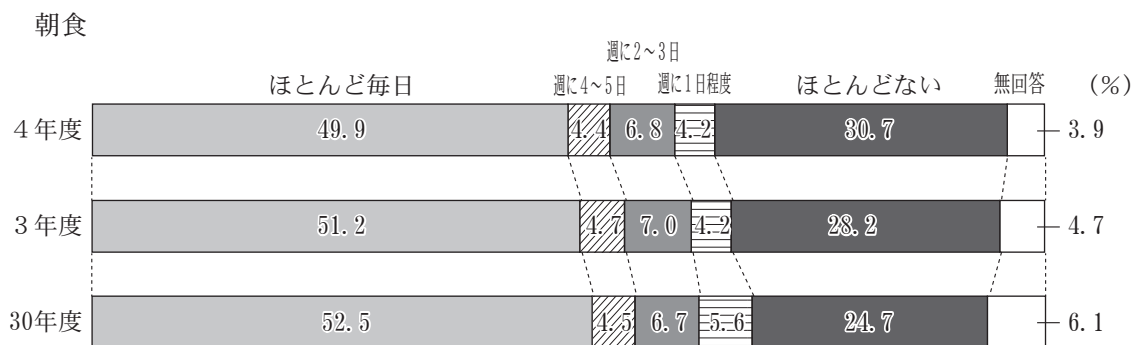 朝食
週に2～3日
ほとんど毎日 週に4～5日 週に1日程度 ほとんどない 無回答 (%)
4年度 49.9 4.4 6.8 4.2 30.7 3.9
3年度 51.2 4.7 7.0 4.2 28.2 4.7
30年度 52.5 4.5 6.7 5.6 24.7 6.1